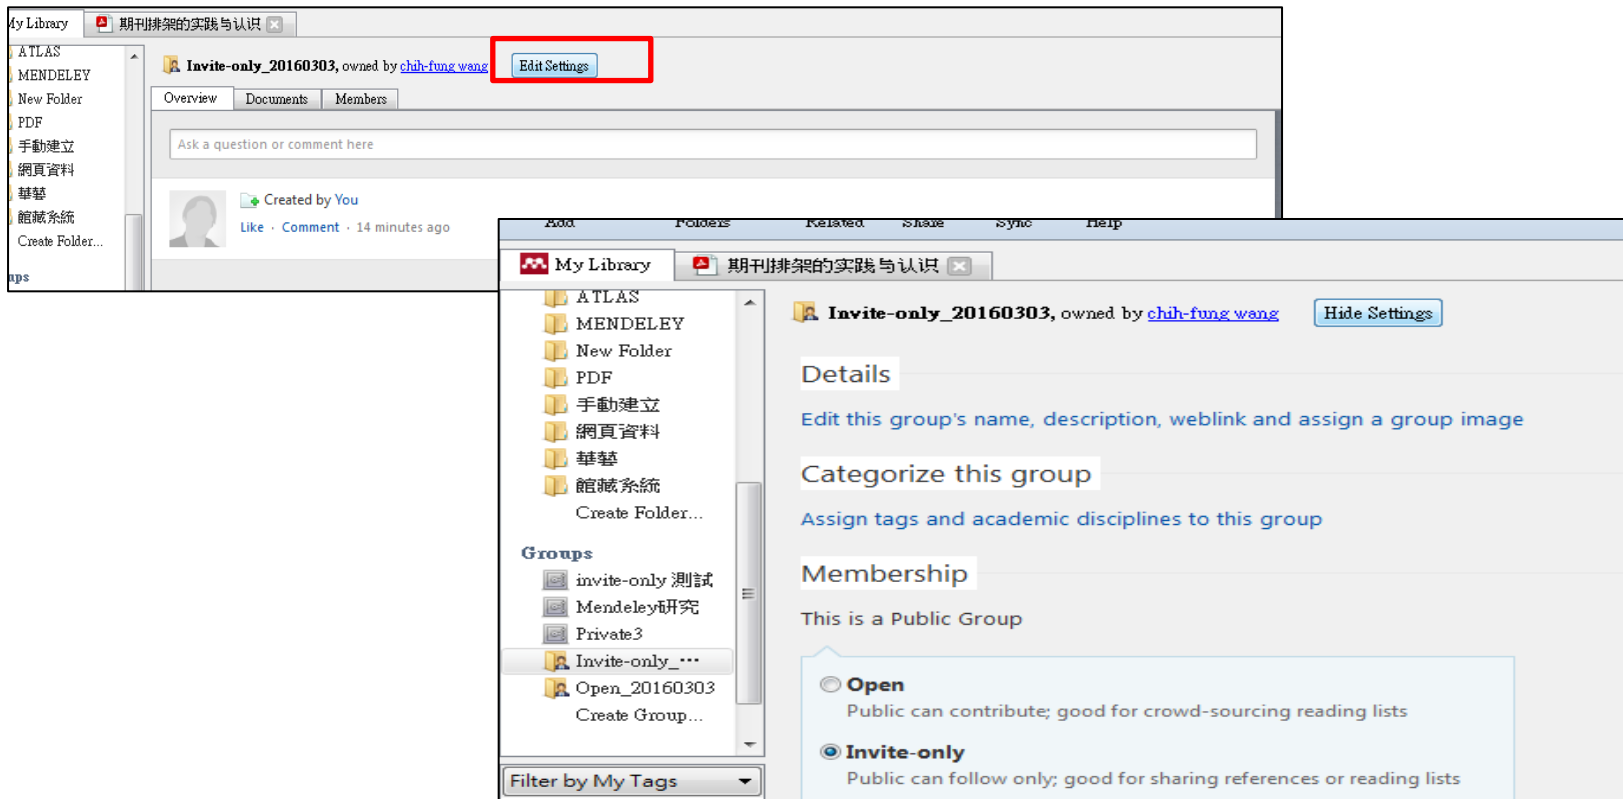 My Library
期刊排架的实践与认识
ATLAS
MENDELEY
New Folder
PDF
手動建立
網頁資料
華藝
館藏系統
Create Folder...
Invite-only_20160303, owned by chih-fung wang
Edit Settings
Overview
Documents
Members
Ask a question or comment here
Created by You
Like · Comment · 14 minutes ago
Add
Folders
Related
Share
Sync
Help
My Library
期刊排架的实践与认识
ATLAS
MENDELEY
New Folder
PDF
手動建立
網頁資料
華藝
館藏系統
Create Folder...
Groups
invite-only 測試
Mendeley研究
Private3
Invite-only_...
Open_20160303
Create Group...
Filter by My Tags
Invite-only_20160303, owned by chih-fung wang
Hide Settings
Details
Edit this group's name, description, weblink and assign a group image
Categorize this group
Assign tags and academic disciplines to this group
Membership
This is a Public Group
Open
Public can contribute; good for crowd-sourcing reading lists
Invite-only
Public can follow only; good for sharing references or reading lists